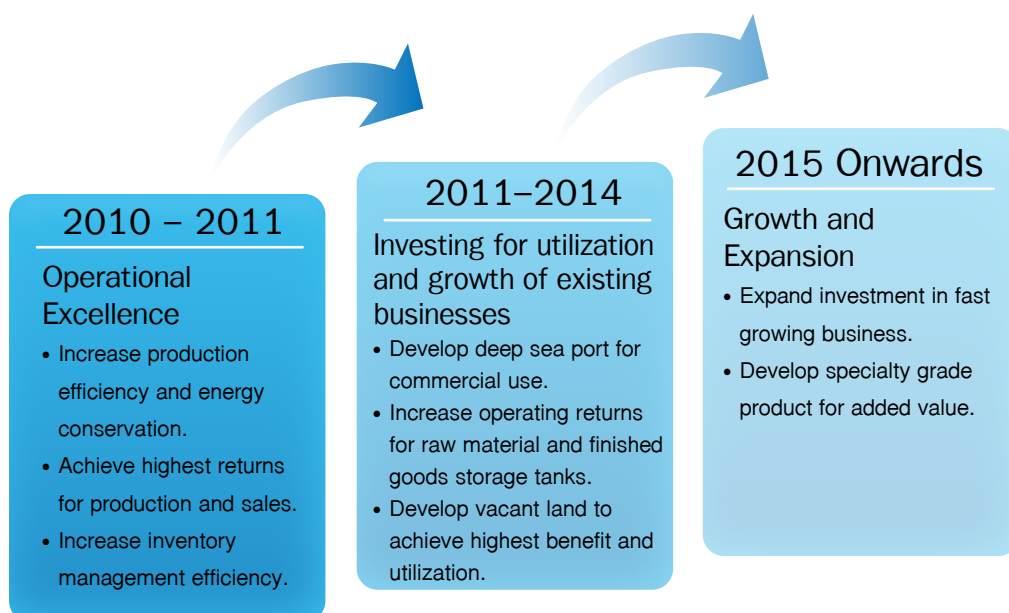 2010 – 2011
Operational
Excellence
• Increase production
efficiency and energy
conservation.
• Achieve highest returns
for production and sales.
• Increase inventory
management efficiency.
2011–2014
Investing for utilization
and growth of existing
businesses
• Develop deep sea port for
commercial use.
• Increase operating returns
for raw material and finished
goods storage tanks.
• Develop vacant land to
achieve highest benefit and
utilization.
2015 Onwards
Growth and
Expansion
• Expand investment in fast
growing business.
• Develop specialty grade
product for added value.